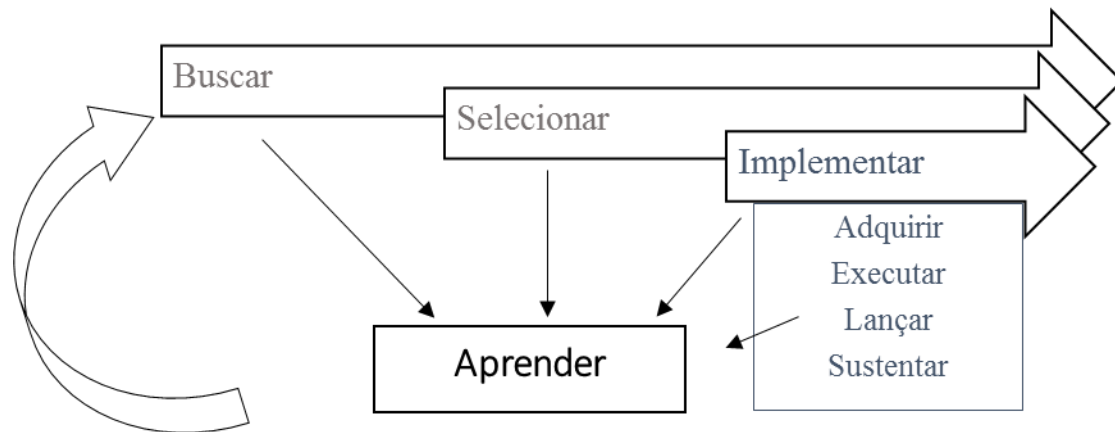 Buscar
Selecionar
Implementar
Adquirir
Executar
Lançar
Sustentar
Aprender